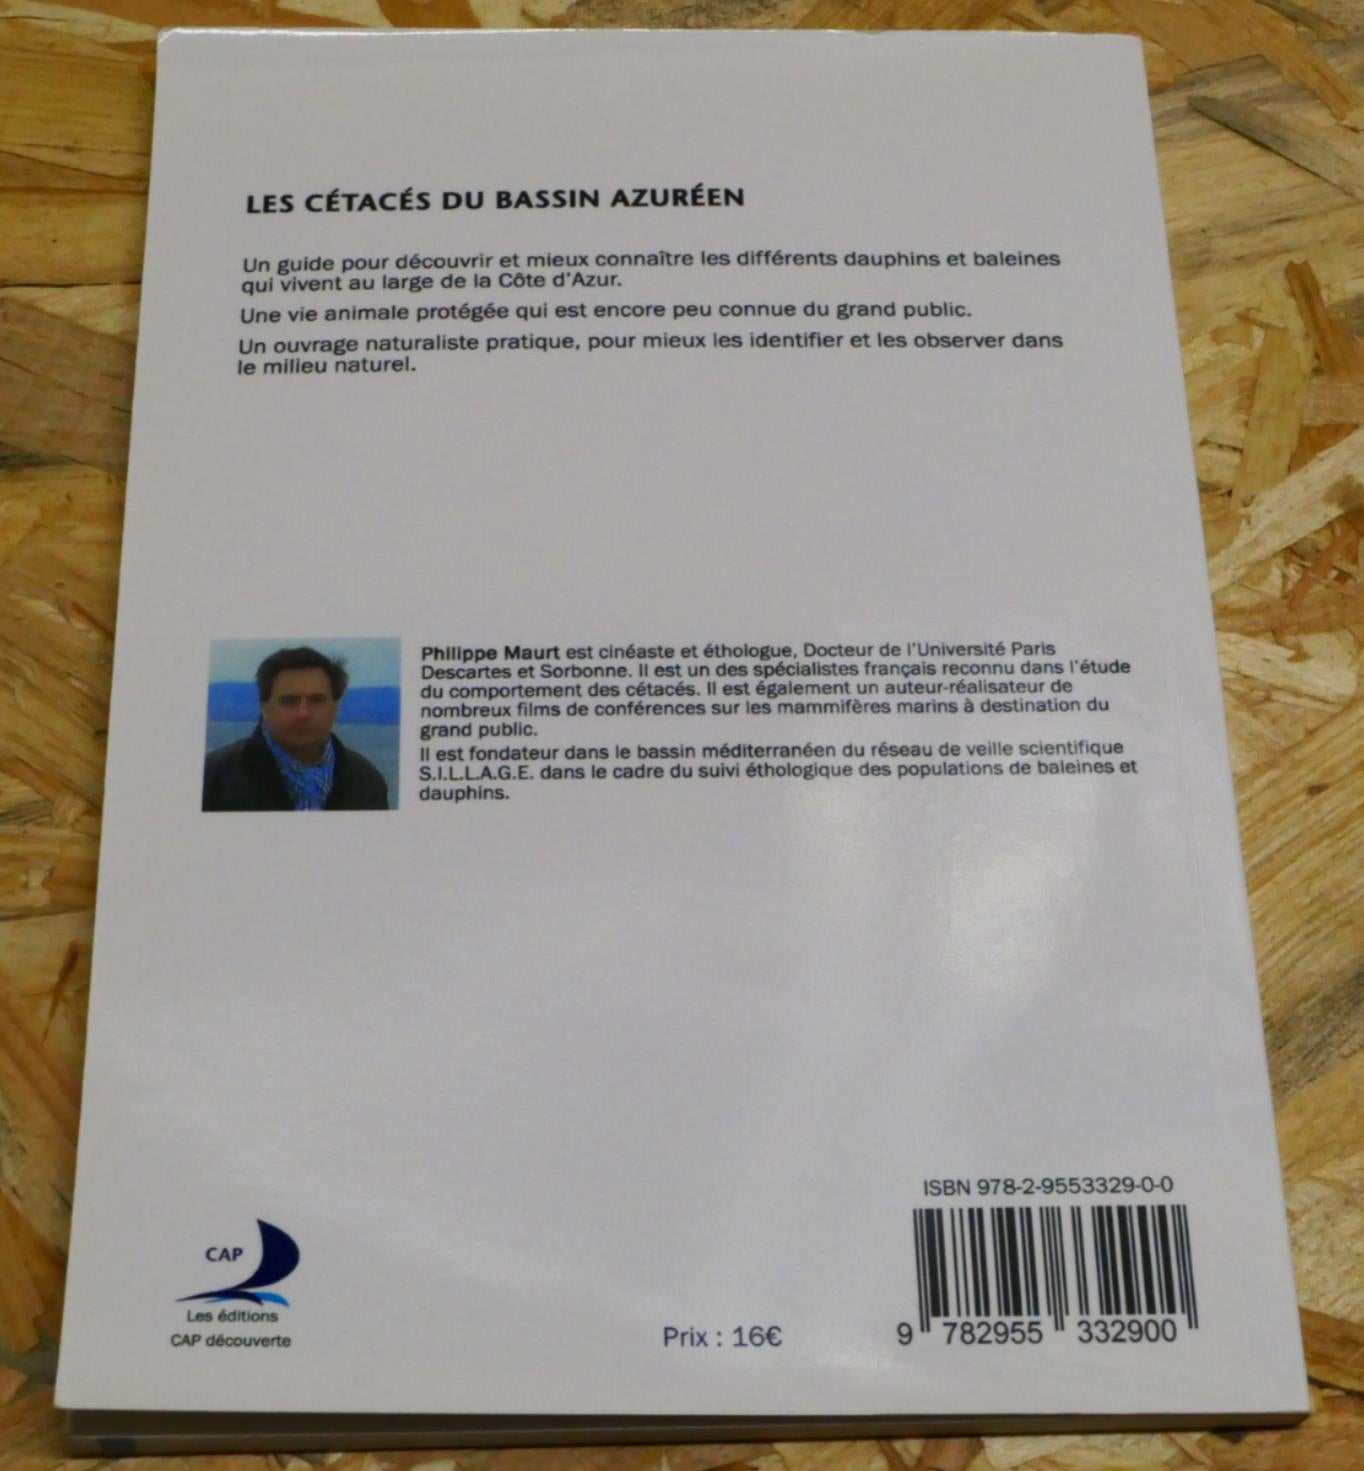 LES CÉTACÉS DU BASSIN AZURÉEN
Un guide pour découvrir et mieux connaître les différents dauphins et baleines
qui vivent au large de la Côte d'Azur.
Une vie animale protégée qui est encore peu connue du grand public.
Un ouvrage naturaliste pratique, pour mieux les identifier et les observer dans
le milieu naturel.
Philippe Maurt est cinéaste et éthologue, Docteur de l'Université Paris
Descartes et Sorbonne. Il est un des spécialistes français reconnu dans l'étude
du comportement des cétacés. Il est également un auteur-réalisateur de
nombreux films de conférences sur les mammifères marins à destination du
grand public.
Il est fondateur dans le bassin méditerranéen du réseau de veille scientifique
S.I.L.L.A.G.E. dans le cadre du suivi éthologique des populations de baleines et
dauphins.
CAP
Les éditions
CAP découverte
Prix : 16€
ISBN 978-2-9553329-0-0
9 782955 332900